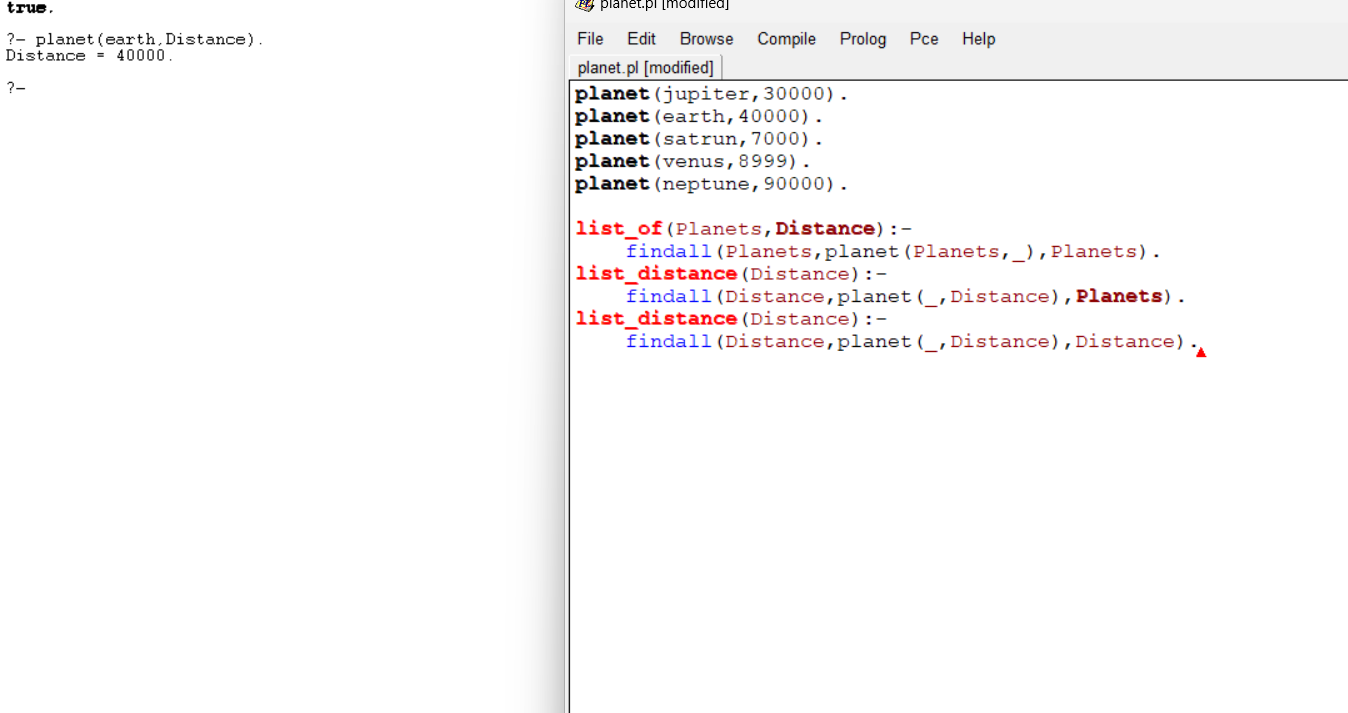 true.
?- planet(earth,Distance).
Distance = 40000.
?-
planet.pl [modified]
File Edit Browse Compile Prolog Pce Help
planet.pl [modified]
planet(jupiter,30000).
planet(earth,40000).
planet(satrun,7000).
planet(venus,8999).
planet(neptune,90000).
list_of(Planets,Distance):-
    findall(Planets,planet(Planets,_),Planets).
list_distance(Distance):-
    findall(Distance,planet(_,Distance),Planets).
list_distance(Distance):-
    findall(Distance,planet(_,Distance),Distance).